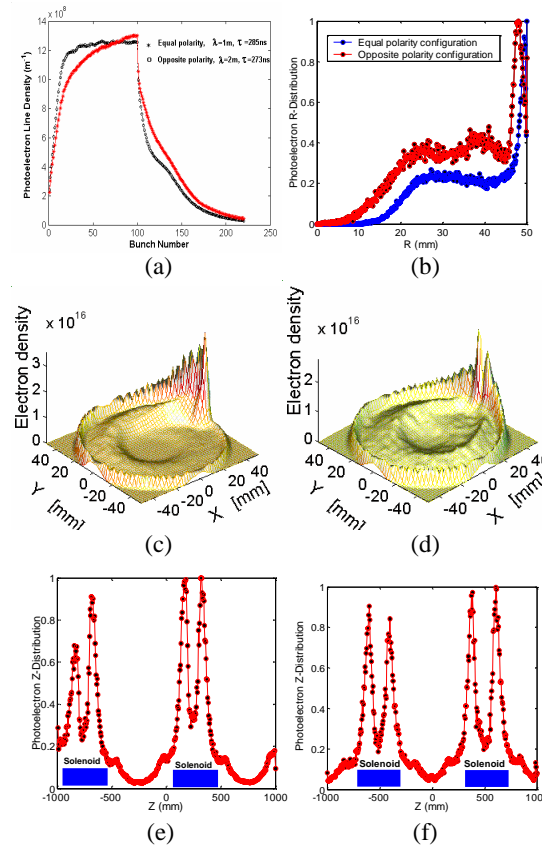 x 10⁸
14
12
10
8
6
4
2
0
Photoelectron Line Density (m⁻¹)
0 50 100 150 200 250
Bunch Number
Equal polarity, λ=1m, τ =285ns
Opposite polarity, λ=2m, τ=273ns
(a)
1
0.8
0.6
0.4
0.2
0
Photoelectron R-Distribution
0 10 20 30 40 50
R (mm)
Equal polarity configuration
Opposite polarity configuration
(b)
x 10¹⁶
3
2
1
0
Electron density
40
20
0
-20
-40
Y [mm]
-40
-20
0
20
40
X [mm]
(c)
x 10¹⁶
3
2
1
0
Electron density
40
20
0
-20
-40
Y [mm]
-40
-20
0
20
40
X [mm]
(d)
1
0.8
0.6
0.4
0.2
0
Photoelectron Z-Distribution
Solenoid Solenoid
-1000 -500 0 500 1000
Z (mm)
(e)
1
0.8
0.6
0.4
0.2
0
Photoelectron Z-Distribution
Solenoid Solenoid
-1000 -500 0 500 1000
Z (mm)
(f)